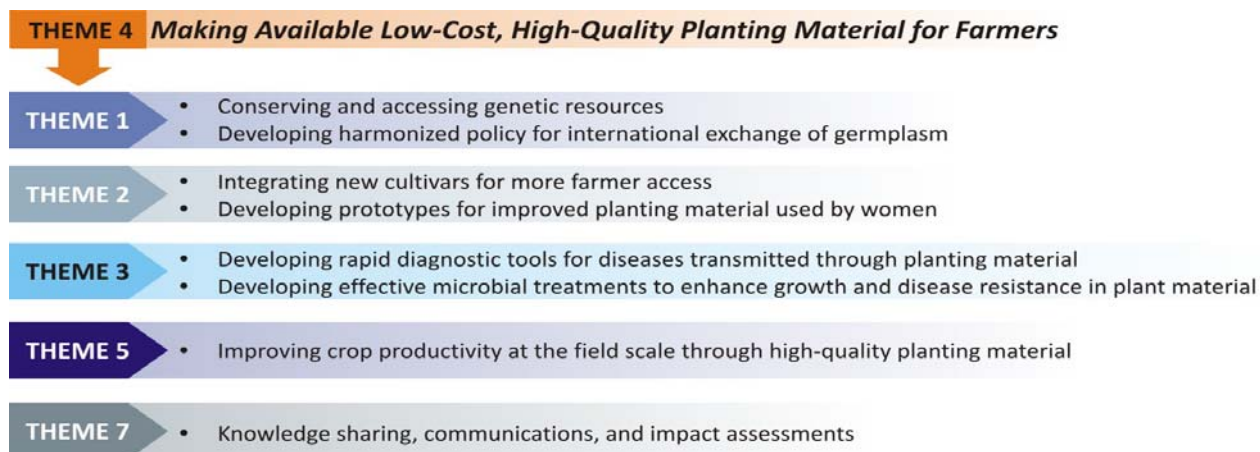 THEME 4 Making Available Low-Cost, High-Quality Planting Material for Farmers
THEME 1
• Conserving and accessing genetic resources
• Developing harmonized policy for international exchange of germplasm
THEME 2
• Integrating new cultivars for more farmer access
• Developing prototypes for improved planting material used by women
THEME 3
• Developing rapid diagnostic tools for diseases transmitted through planting material
• Developing effective microbial treatments to enhance growth and disease resistance in plant material
THEME 5
• Improving crop productivity at the field scale through high-quality planting material
THEME 7
• Knowledge sharing, communications, and impact assessments